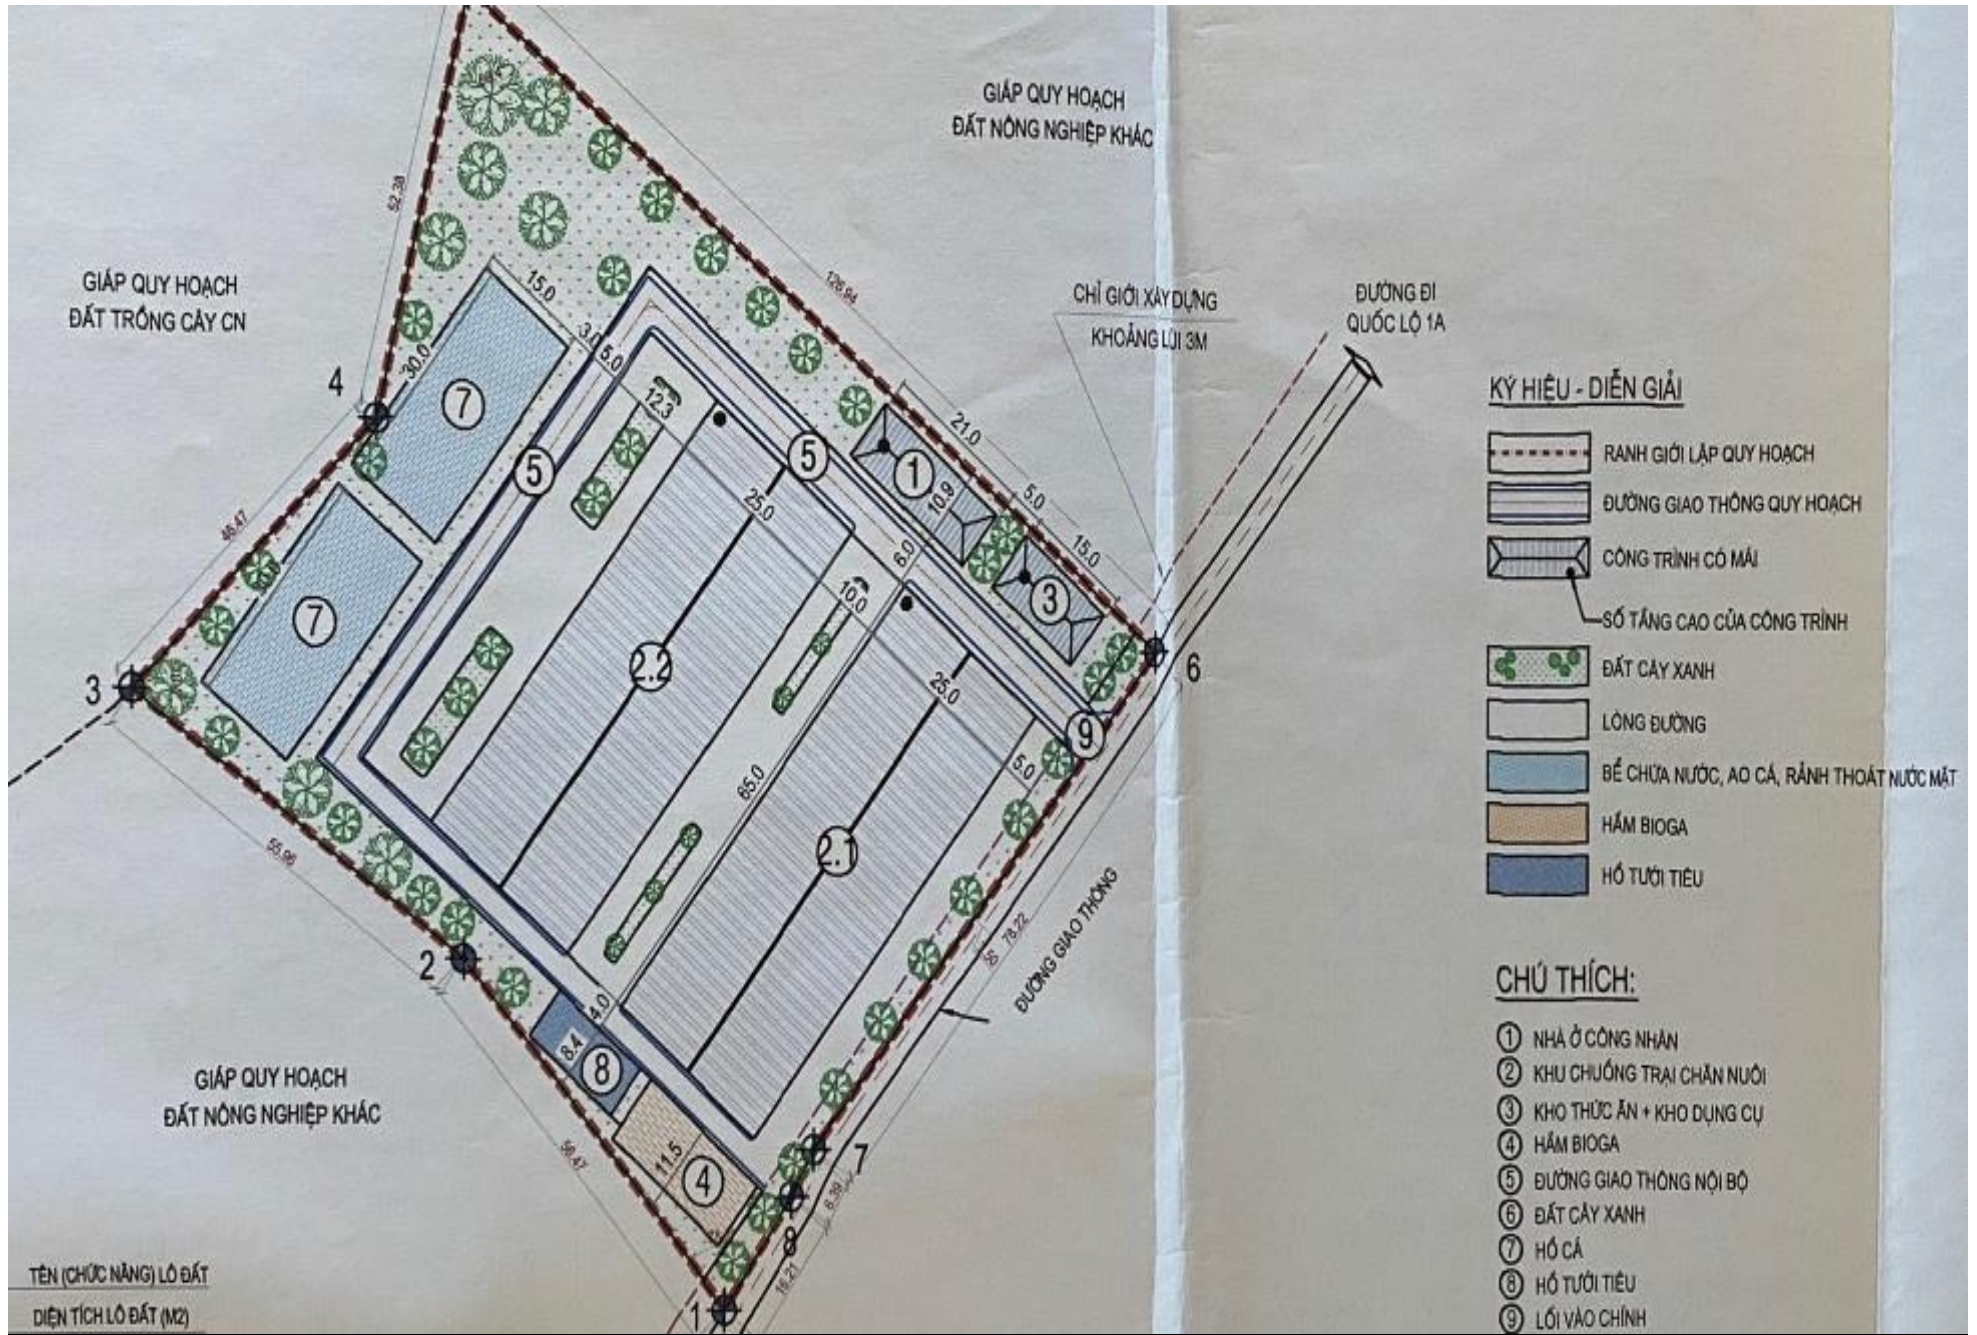 GIÁP QUY HOẠCH
ĐẤT NÔNG NGHIỆP KHÁC
52.38
126.94
GIÁP QUY HOẠCH
ĐẤT TRỒNG CÂY CN
CHỈ GIỚI XÂY DỰNG
KHOẢNG LÙI 3M
ĐƯỜNG ĐI
QUỐC LỘ 1A
15.0
3.0
5.0
30.0
4
7
12.3
5
5
21.0
1
10.9
5.0
15.0
3
25.0
6.0
10.0
46.47
7
3
6
2.2
25.0
9
5.0
65.0
2.1
55.96
2
78.22
ĐƯỜNG GIAO THÔNG
4.0
8.4
8
GIÁP QUY HOẠCH
ĐẤT NÔNG NGHIỆP KHÁC
56.47
11.5
4
7
6.39
8
16.21
1
TÊN (CHỨC NĂNG) LÔ ĐẤT
DIỆN TÍCH LÔ ĐẤT (M2)
KÝ HIỆU - DIỄN GIẢI
RANH GIỚI LẬP QUY HOẠCH
ĐƯỜNG GIAO THÔNG QUY HOẠCH
CÔNG TRÌNH CÓ MÁI
SỐ TẦNG CAO CỦA CÔNG TRÌNH
ĐẤT CÂY XANH
LÒNG ĐƯỜNG
BỂ CHỨA NƯỚC, AO CÁ, RẢNH THOÁT NƯỚC MẶT
HẦM BIOGA
HỒ TƯỚI TIÊU
CHÚ THÍCH:
1 NHÀ Ở CÔNG NHÂN
2 KHU CHUỒNG TRẠI CHĂN NUÔI
3 KHO THỨC ĂN + KHO DỤNG CỤ
4 HẦM BIOGA
5 ĐƯỜNG GIAO THÔNG NỘI BỘ
6 ĐẤT CÂY XANH
7 HỒ CÁ
8 HỒ TƯỚI TIÊU
9 LỐI VÀO CHÍNH